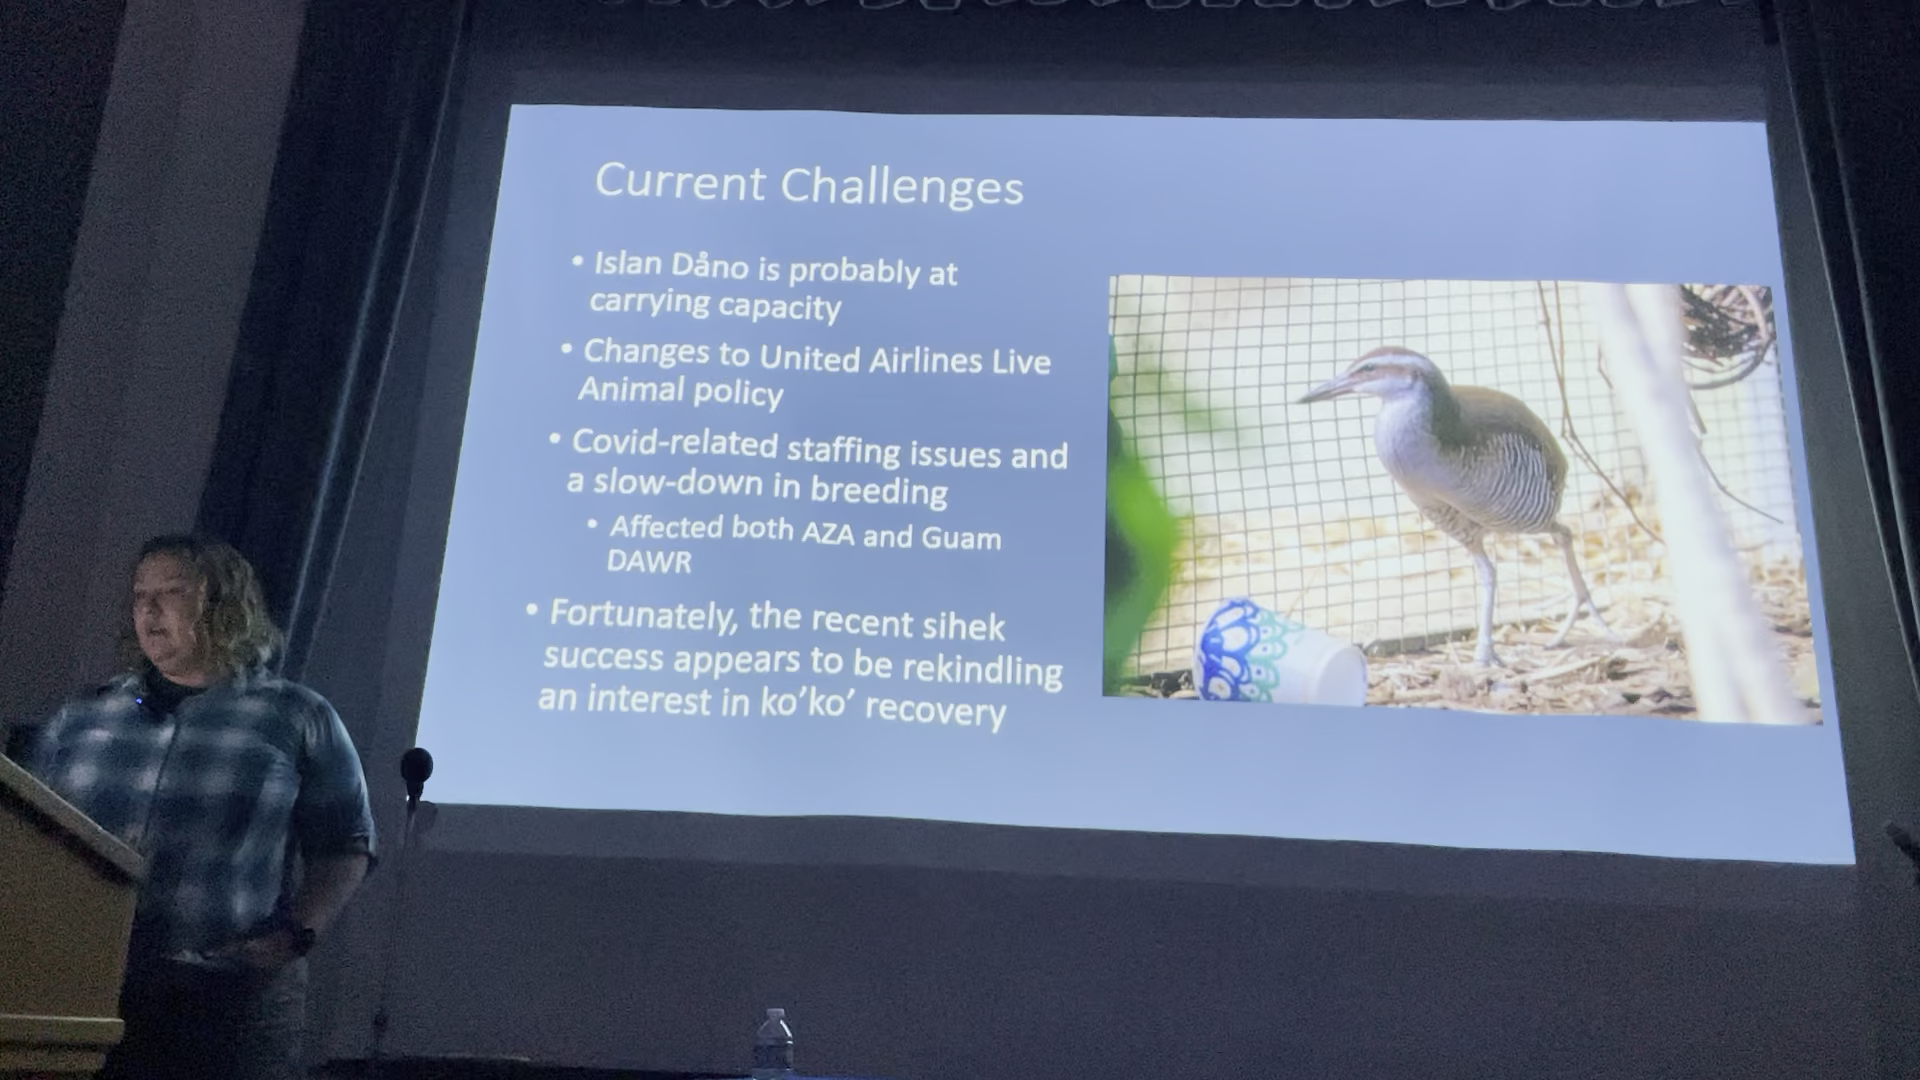 Current Challenges
• Islan Dåno is probably at
carrying capacity
• Changes to United Airlines Live
Animal policy
• Covid-related staffing issues and
a slow-down in breeding
• Affected both AZA and Guam
DAWR
• Fortunately, the recent sihek
success appears to be rekindling
an interest in ko'ko' recovery